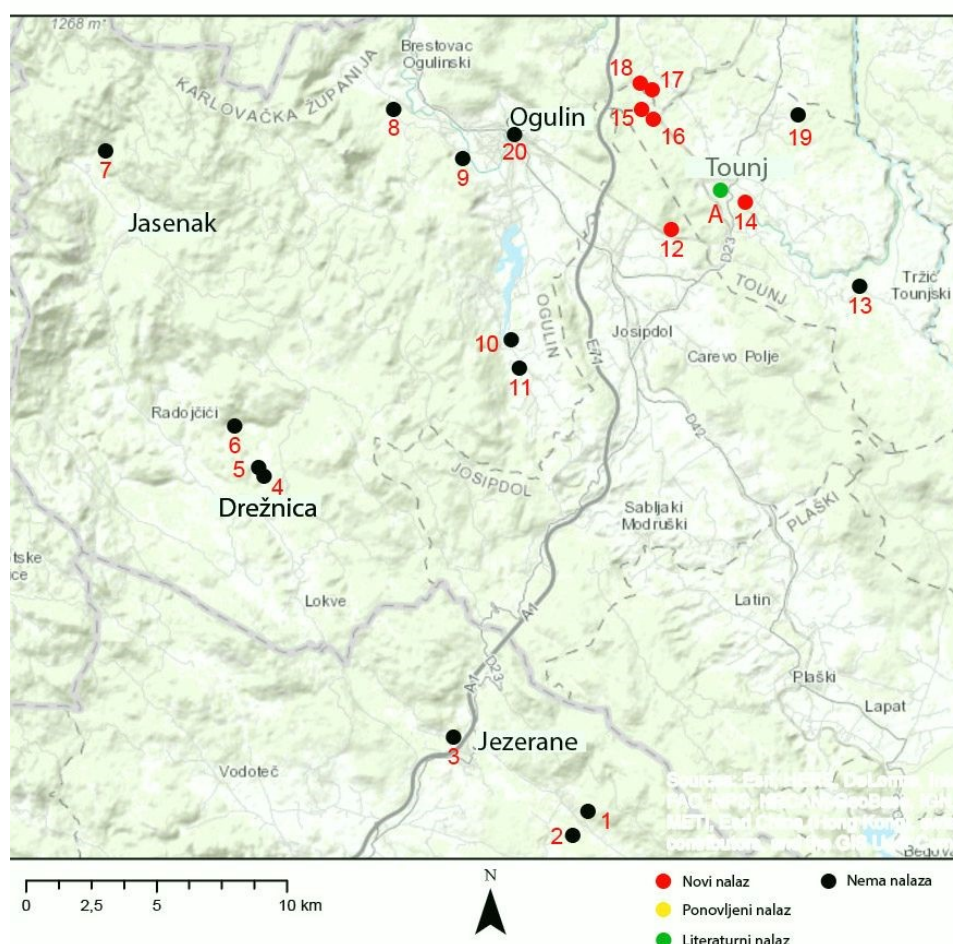 1268 m
Brestovac
Ogulinski
KARLOVAČKA ŽUPANIJA
18
17
8
Ogulin
15
16
19
20
7
9
Tounj
Jasenak
A
14
12
D23
TOUNJ
13
Tržić
Tounjski
OGULIN
10
Josipdol
E71
11
Carevo Polje
Radojčići
6
D42
5
4
JOSIPDOL
Drežnica
PLAŠKI
Sabljaki
Modruški
Lokve
A1
Latin
D23
Plaški
A1
Lapat
3
Jezerane
Vodoteč
1
2
0
2,5
5
10 km
N
Novi nalaz
Nema nalaza
Ponovljeni nalaz
Literaturni nalaz